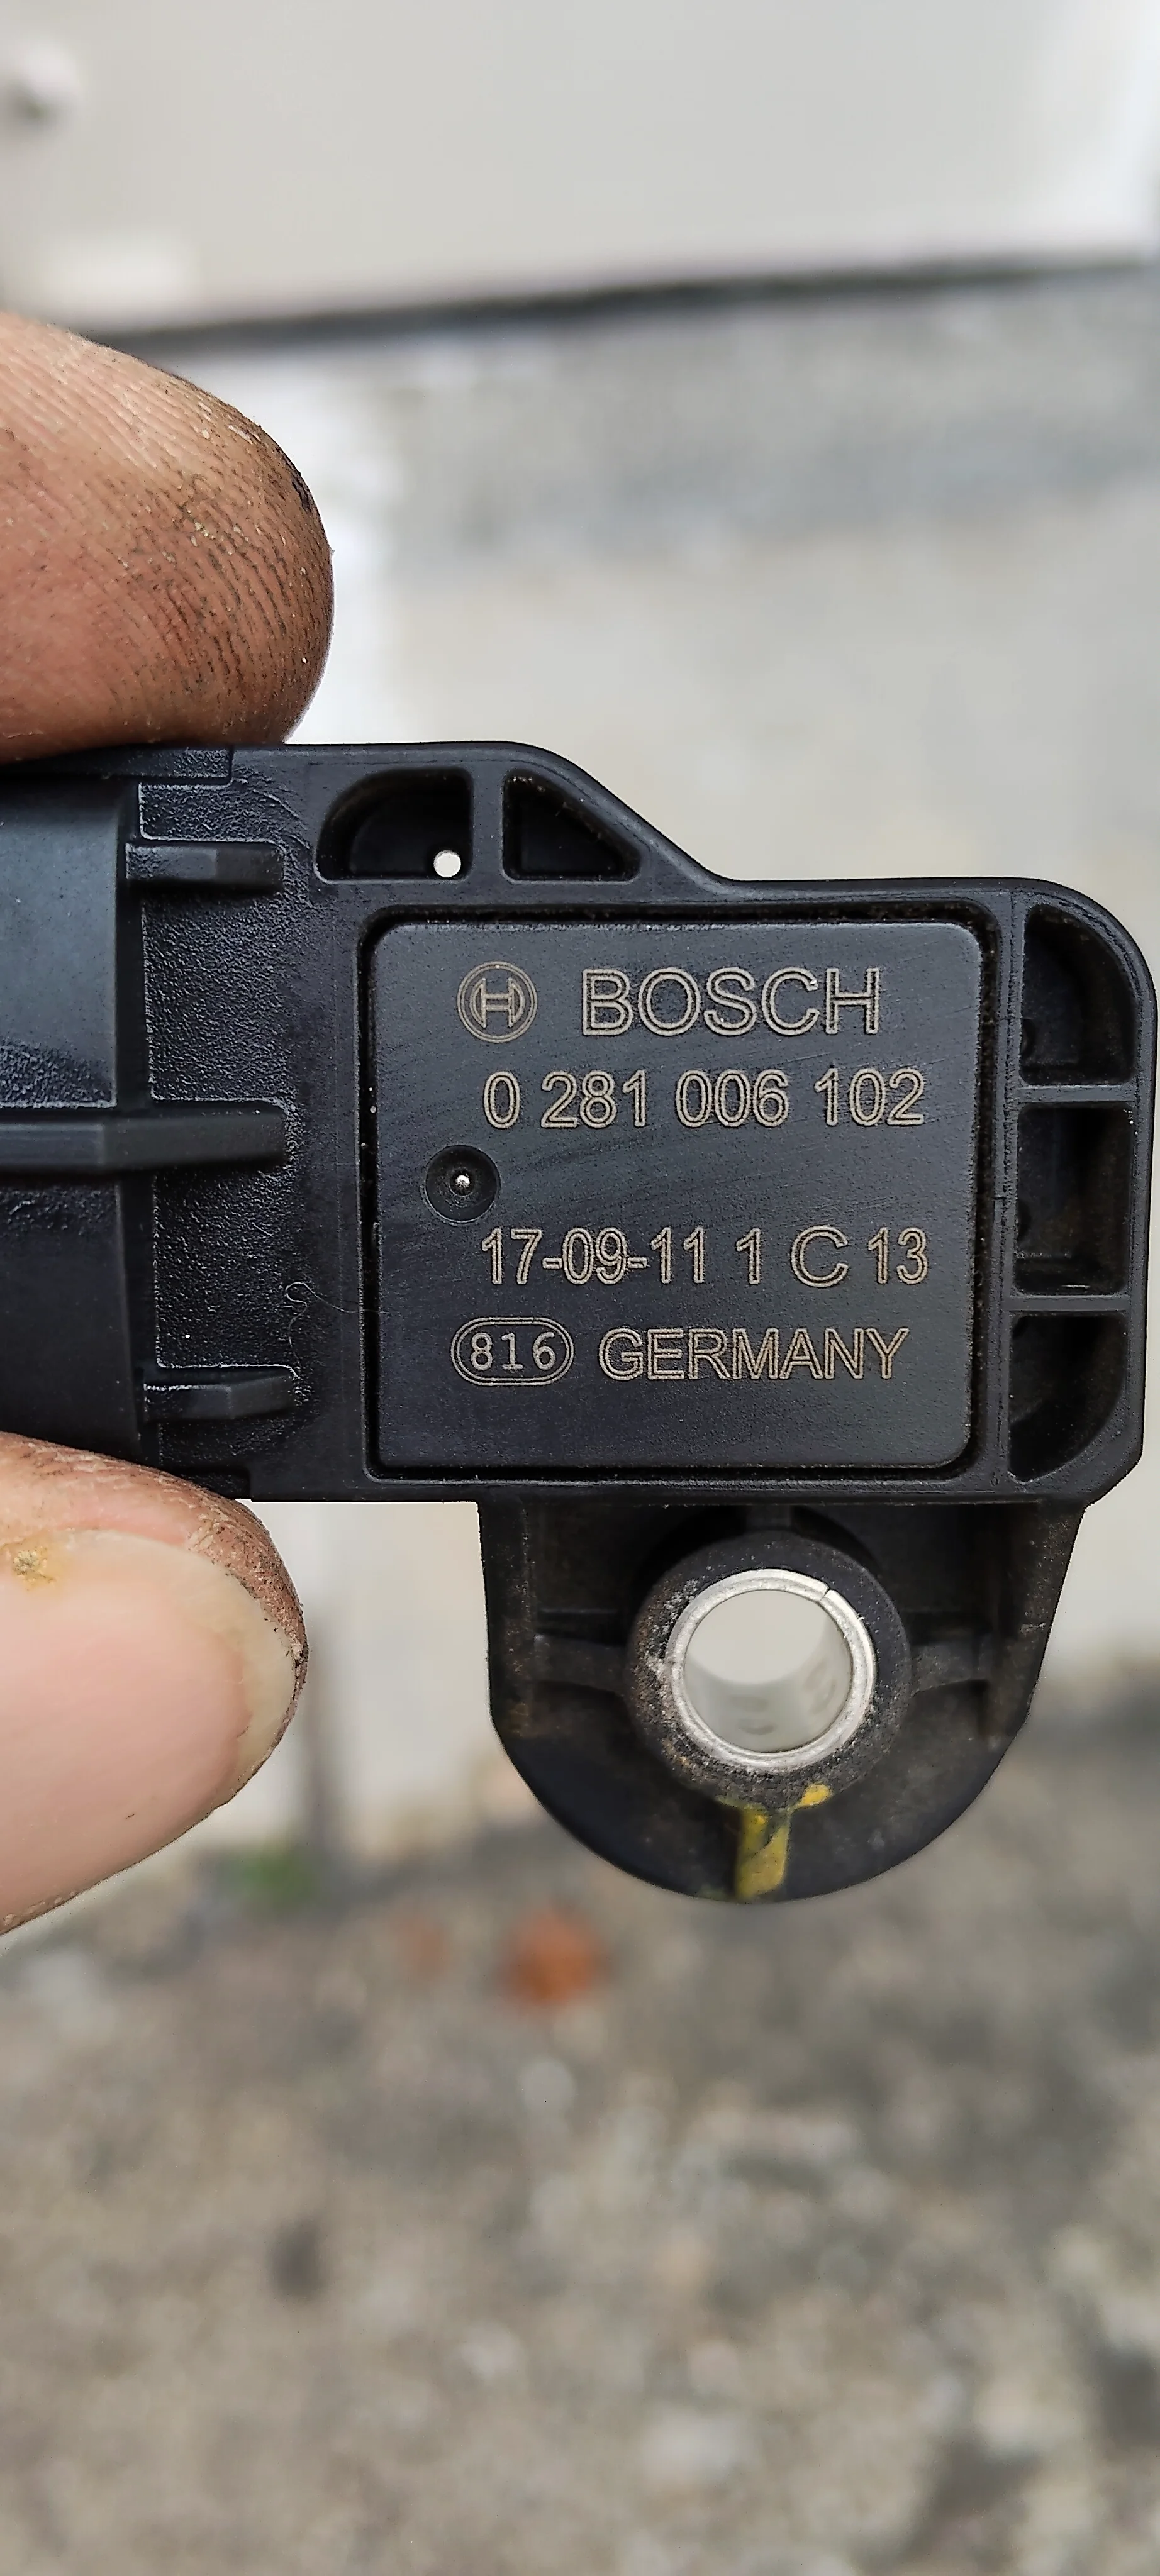 BOSCH
0 281 006 102
17-09-11 1 C 13
816 GERMANY